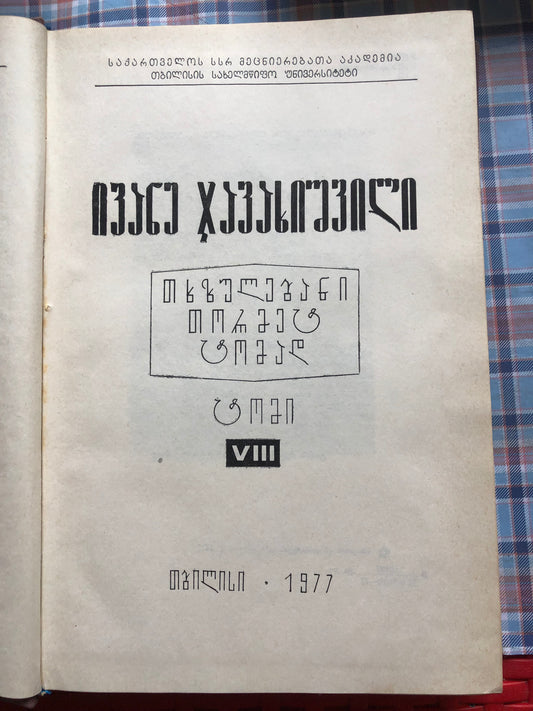 საქართველოს სსრ მეცნიერებათა აკადემია
თბილისის სახელმწიფო უნივერსიტეტი
ივანე ჯავახიშვილი
თხზულებანი
თორმეტ
ტომად
ტომი
VIII
თბილისი · 1977